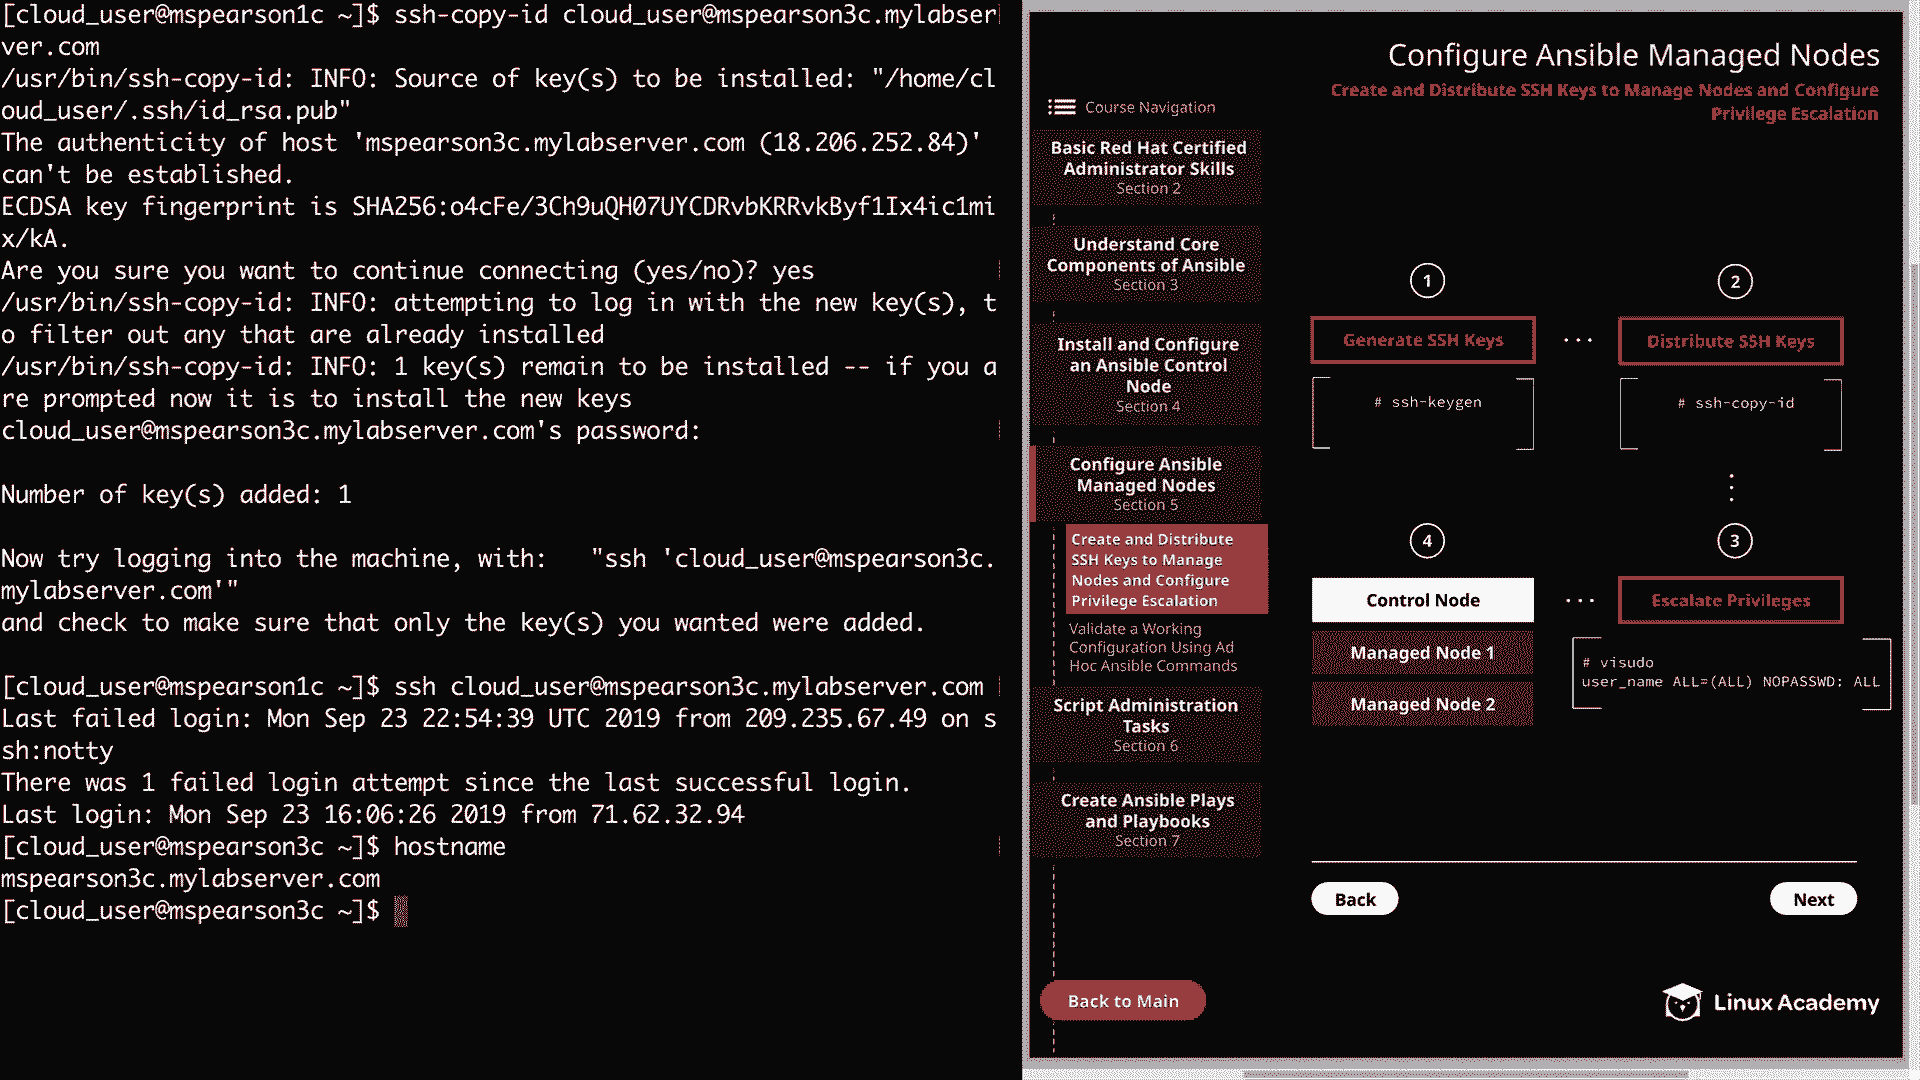 [cloud_user@mspearson1c ~]$ ssh-copy-id cloud_user@mspearson3c.mylabser
ver.com
/usr/bin/ssh-copy-id: INFO: Source of key(s) to be installed: "/home/cl
oud_user/.ssh/id_rsa.pub"
The authenticity of host 'mspearson3c.mylabserver.com (18.206.252.84)'
can't be established.
ECDSA key fingerprint is SHA256:o4cFe/3Ch9uQH07UYCDRvbKRRvkByf1Ix4ic1mi
x/kA.
Are you sure you want to continue connecting (yes/no)? yes
/usr/bin/ssh-copy-id: INFO: attempting to log in with the new key(s), t
o filter out any that are already installed
/usr/bin/ssh-copy-id: INFO: 1 key(s) remain to be installed -- if you a
re prompted now it is to install the new keys
cloud_user@mspearson3c.mylabserver.com's password:
Number of key(s) added: 1
Now try logging into the machine, with:   "ssh 'cloud_user@mspearson3c.
mylabserver.com'"
and check to make sure that only the key(s) you wanted were added.
[cloud_user@mspearson1c ~]$ ssh cloud_user@mspearson3c.mylabserver.com
Last failed login: Mon Sep 23 22:54:39 UTC 2019 from 209.235.67.49 on s
sh:notty
There was 1 failed login attempt since the last successful login.
Last login: Mon Sep 23 16:06:26 2019 from 71.62.32.94
[cloud_user@mspearson3c ~]$ hostname
mspearson3c.mylabserver.com
[cloud_user@mspearson3c ~]$
Configure Ansible Managed Nodes
Create and Distribute SSH Keys to Manage Nodes and Configure
Privilege Escalation
Course Navigation
Basic Red Hat Certified
Administrator Skills
Section 2
Understand Core
Components of Ansible
Section 3
Install and Configure
an Ansible Control
Node
Section 4
Configure Ansible
Managed Nodes
Section 5
Create and Distribute
SSH Keys to Manage
Nodes and Configure
Privilege Escalation
Validate a Working
Configuration Using Ad
Hoc Ansible Commands
Script Administration
Tasks
Section 6
Create Ansible Plays
and Playbooks
Section 7
Back to Main
1
Generate SSH Keys
# ssh-keygen
2
Distribute SSH Keys
# ssh-copy-id
4
Control Node
Managed Node 1
Managed Node 2
3
Escalate Privileges
# visudo
user_name ALL=(ALL) NOPASSWD: ALL
Back
Next
Linux Academy